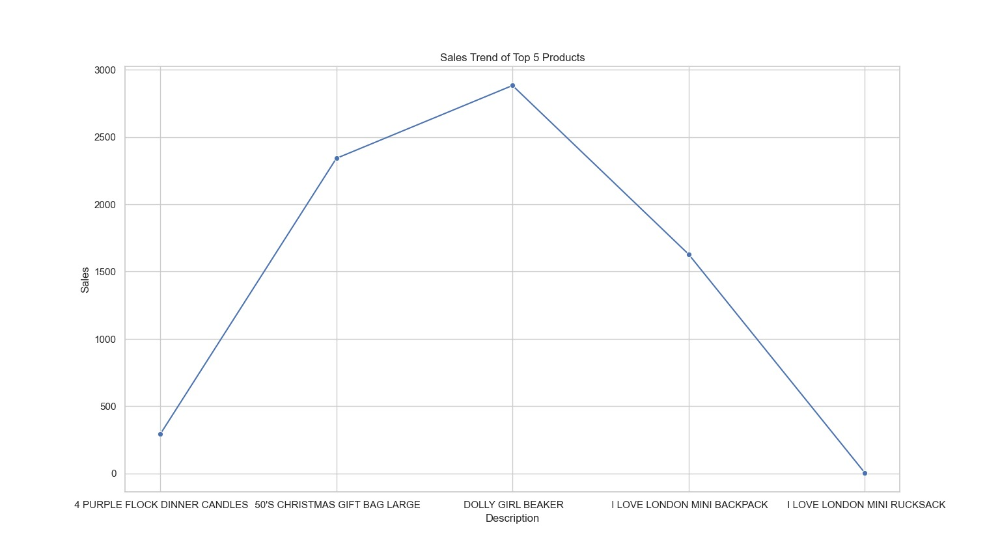 Sales Trend of Top 5 Products
3000
2500
2000
1500
1000
500
0
Sales
4 PURPLE FLOCK DINNER CANDLES
50'S CHRISTMAS GIFT BAG LARGE
DOLLY GIRL BEAKER
I LOVE LONDON MINI BACKPACK
I LOVE LONDON MINI RUCKSACK
Description